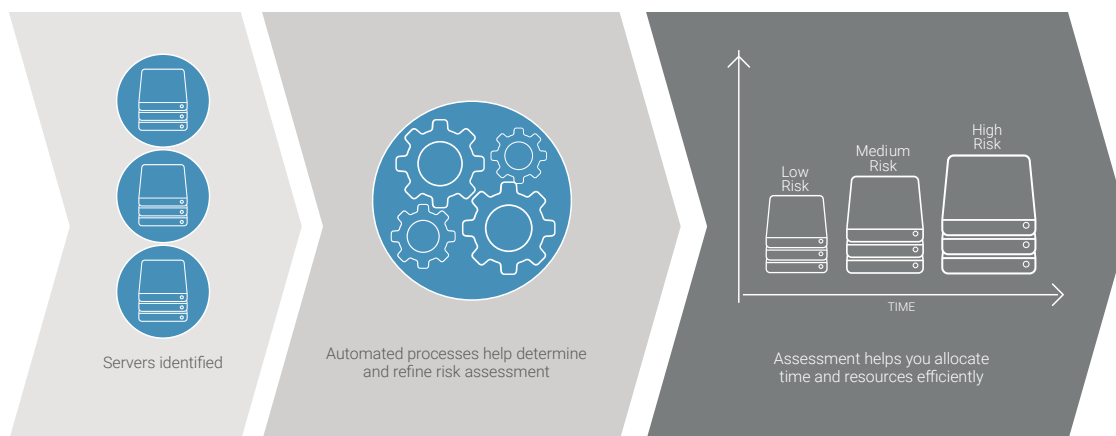 Servers identified
Automated processes help determine
and refine risk assessment
Low
Risk
Medium
Risk
High
Risk
TIME
Assessment helps you allocate
time and resources efficiently